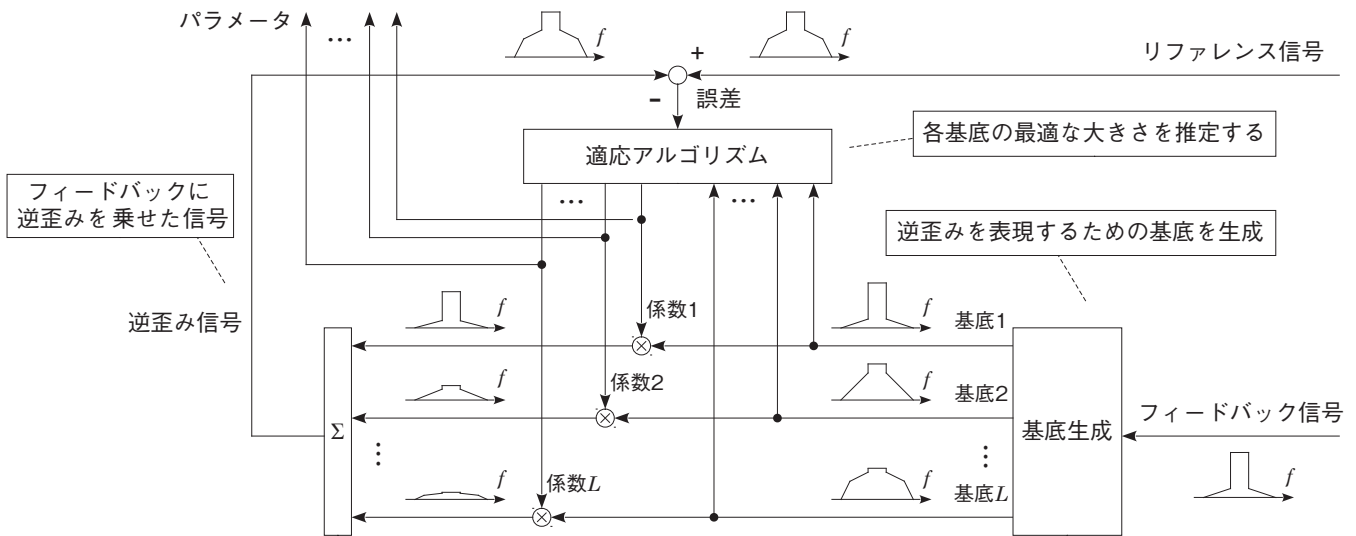 パラメータ
...
f
f
+
リファレンス信号
-
誤差
適応アルゴリズム
各基底の最適な大きさを推定する
...
...
フィードバックに
逆歪みを乗せた信号
逆歪みを表現するための基底を生成
逆歪み信号
f
係数1
f
基底1
f
係数2
f
基底2
フィードバック信号
Σ
基底生成
⋮
⋮
f
係数L
f
基底L
f